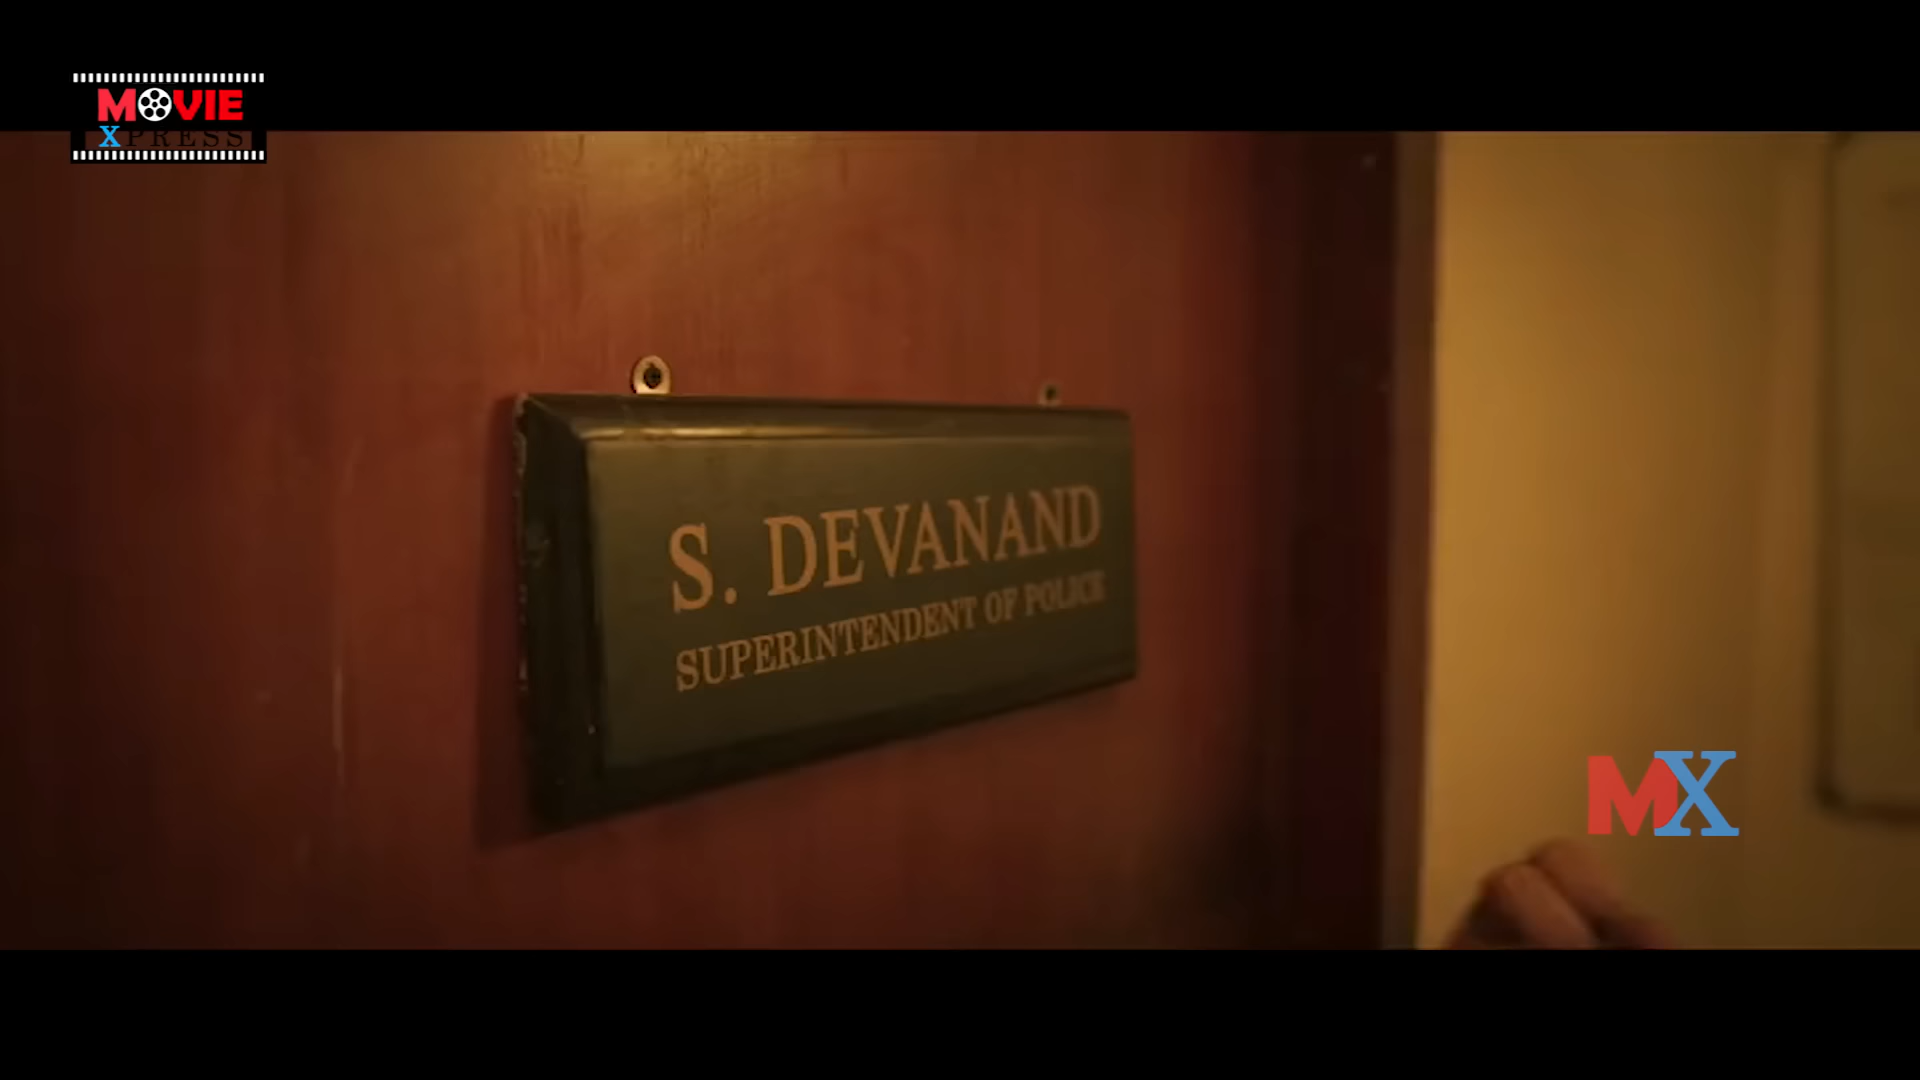 MOVIE
XPRESS
S. DEVANAND
SUPERINTENDENT OF POLICE
MX